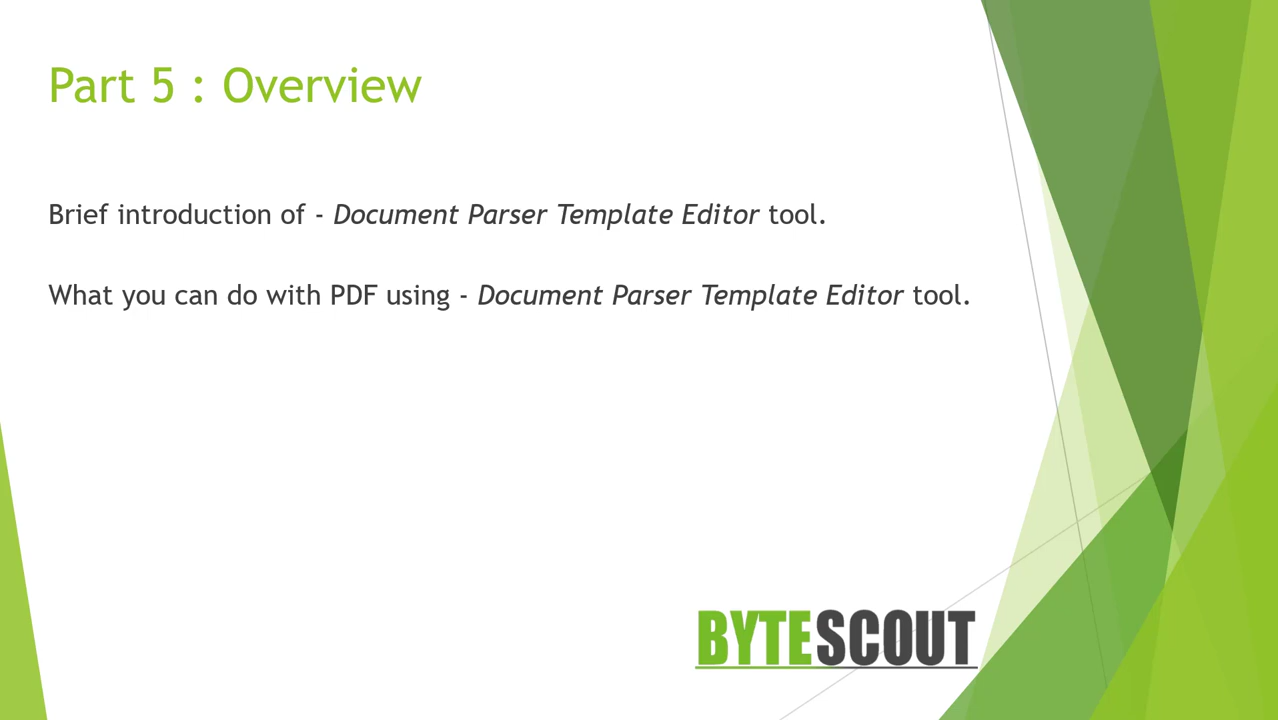 Part 5 : Overview
Brief introduction of - Document Parser Template Editor tool.
What you can do with PDF using - Document Parser Template Editor tool.
BYTESCOUT